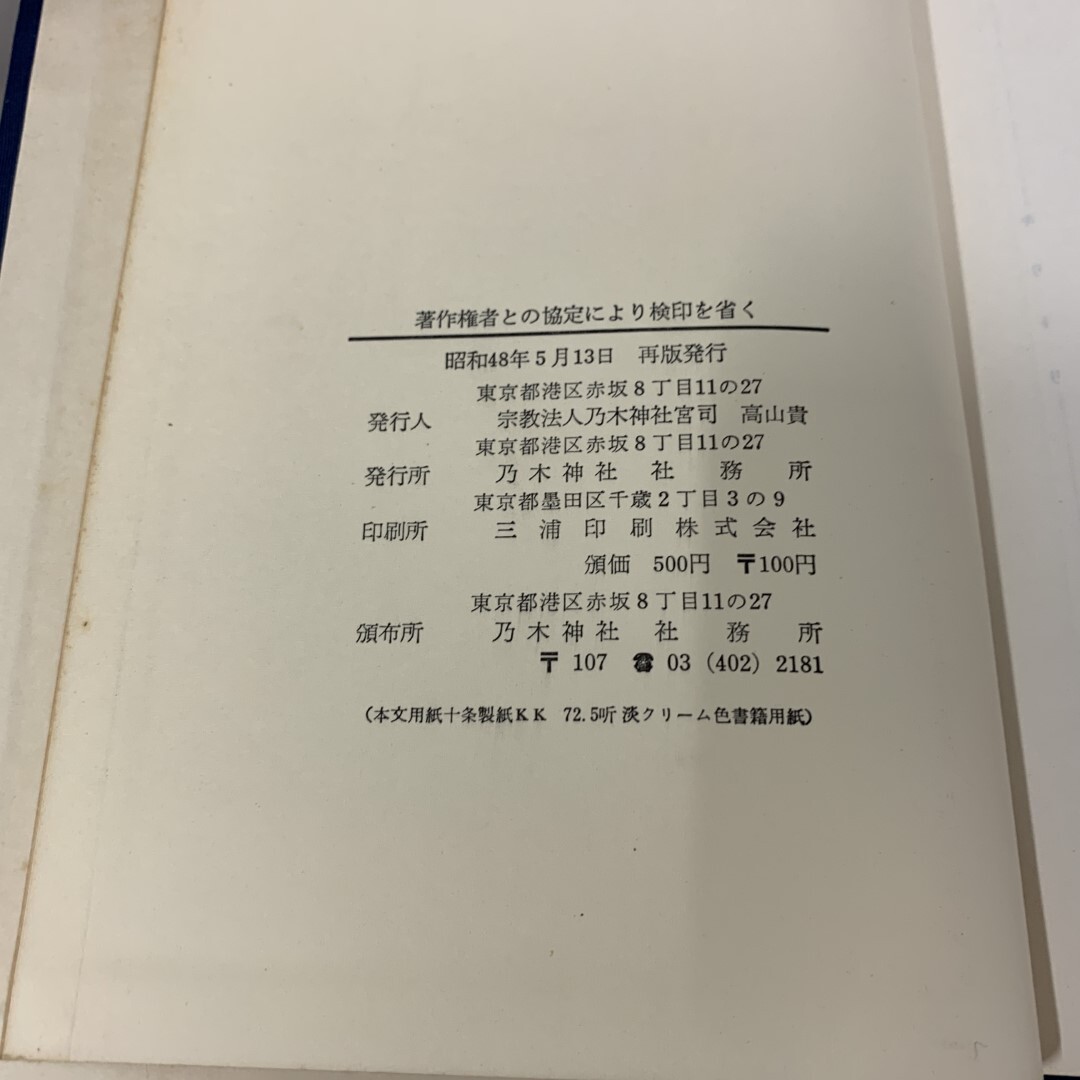 著作権者との協定により検印を省く
昭和48年5月13日　再版発行
東京都港区赤坂8丁目11の27
発行人　宗教法人乃木神社宮司　高山貴
東京都港区赤坂8丁目11の27
発行所　乃木神社　社務所
東京都墨田区千歳2丁目3の9
印刷所　三浦印刷株式会社
頒価　500円　〒100円
東京都港区赤坂8丁目11の27
頒布所　乃木神社　社務所
〒 107　☎ 03 (402) 2181
(本文用紙十条製紙KK　72.5听 淡クリーム色書籍用紙)